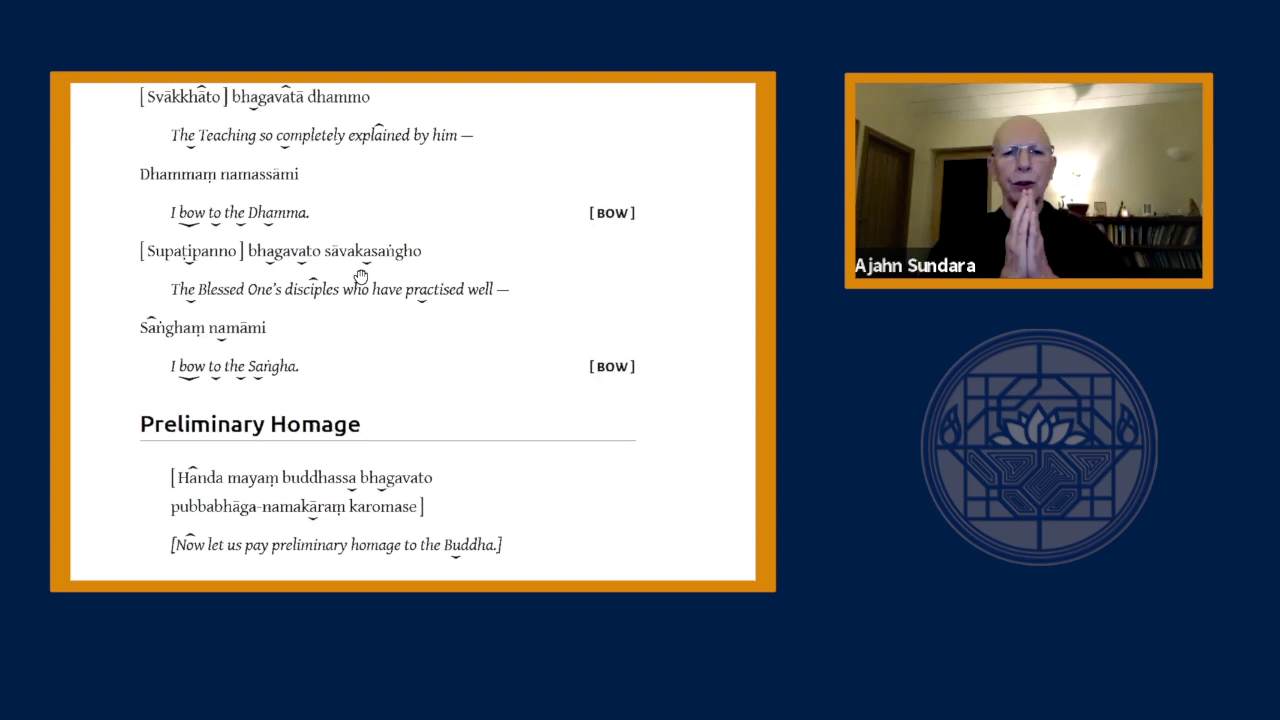 [ Svākkhāto ] bhagavatā dhammo
The Teaching so completely explained by him —
Dhammaṃ namassāmi
I bow to the Dhamma.
[ BOW ]
[ Supaṭipanno ] bhagavato sāvakasaṅgho
The Blessed One's disciples who have practised well —
Saṅghaṃ namāmi
I bow to the Saṅgha.
[ BOW ]
Preliminary Homage
[ Handa mayaṃ buddhassa bhagavato
pubbabhāga-namakāraṃ karomase ]
[Now let us pay preliminary homage to the Buddha.]
Ajahn Sundara